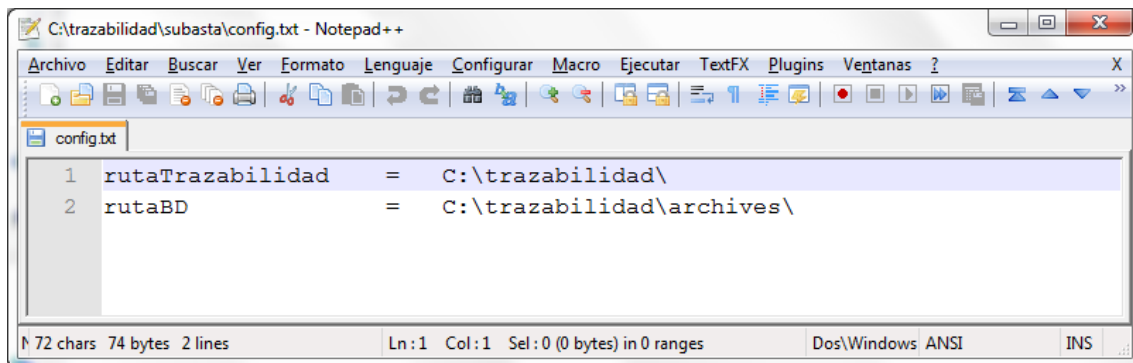 C:\trazabilidad\subasta\config.txt - Notepad++
Archivo Editar Buscar Ver Formato Lenguaje Configurar Macro Ejecutar TextFX Plugins Ventanas ? X
config.txt
1 rutaTrazabilidad = C:\trazabilidad\
2 rutaBD = C:\trazabilidad\archives\
N 72 chars 74 bytes 2 lines Ln : 1 Col : 1 Sel : 0 (0 bytes) in 0 ranges Dos\Windows ANSI INS